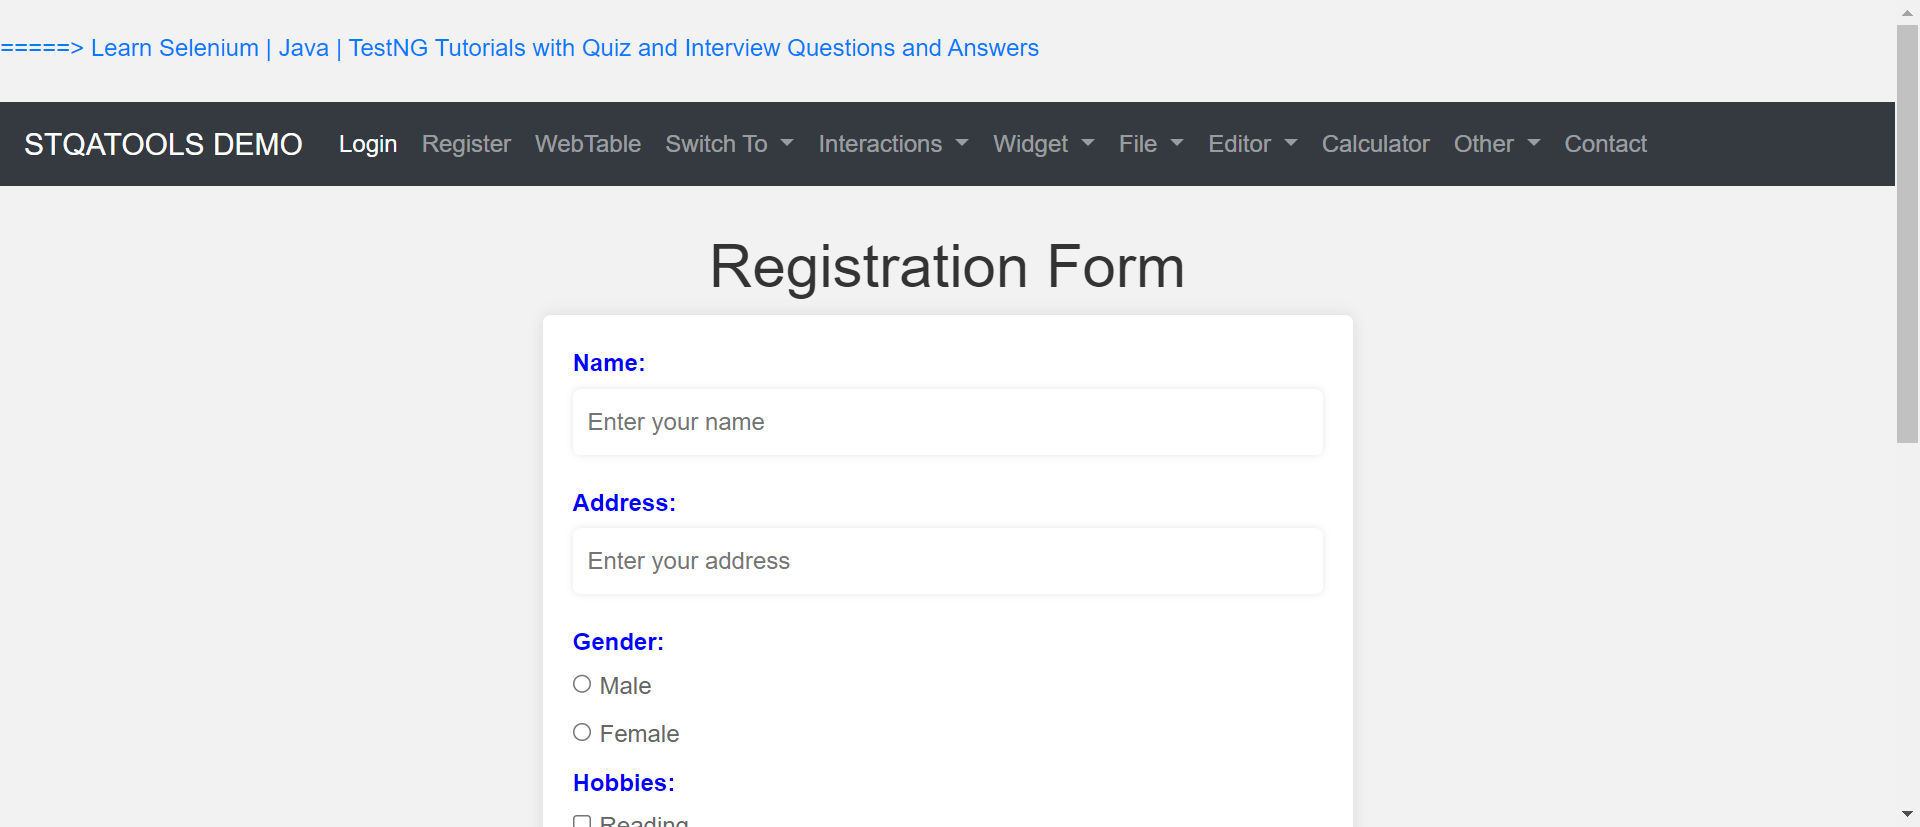 =====> Learn Selenium | Java | TestNG Tutorials with Quiz and Interview Questions and Answers
STQATOOLS DEMO Login Register WebTable Switch To Interactions Widget File Editor Calculator Other Contact
Registration Form
Name:
Enter your name
Address:
Enter your address
Gender:
Male
Female
Hobbies:
Reading